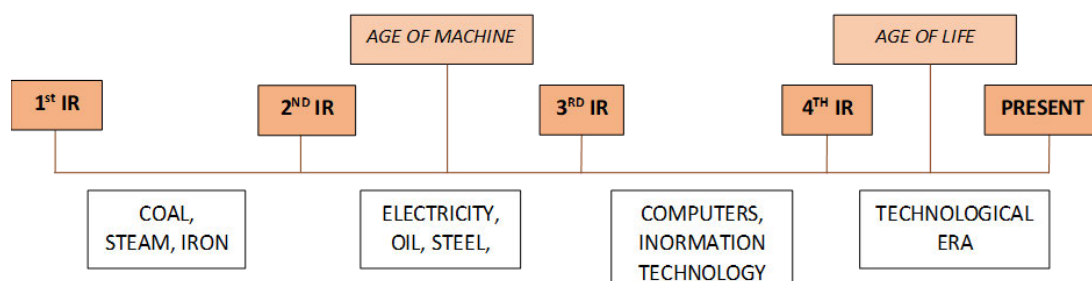 AGE OF MACHINE
AGE OF LIFE
1st IR
2ND IR
3RD IR
4TH IR
PRESENT
COAL,
STEAM, IRON
ELECTRICITY,
OIL, STEEL,
COMPUTERS,
INORMATION
TECHNOLOGY
TECHNOLOGICAL
ERA